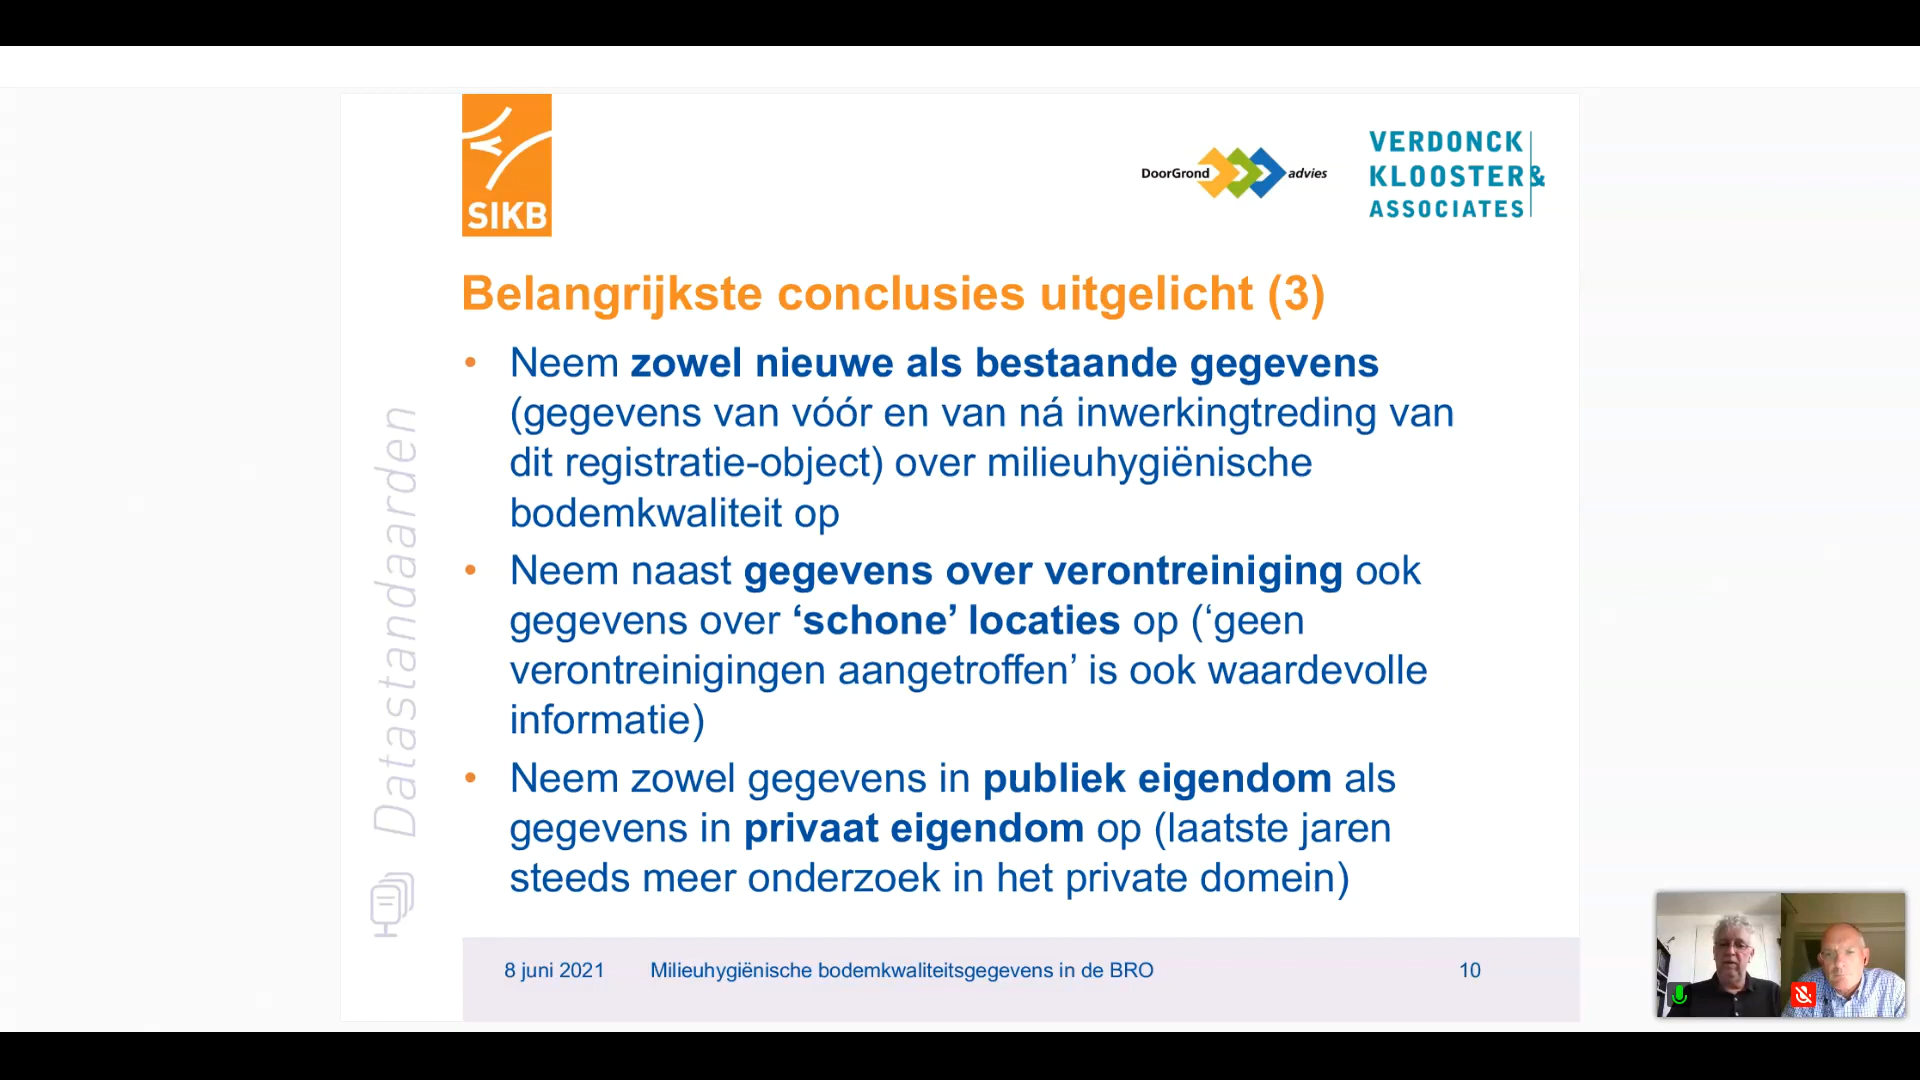 SIKB
DoorGrond advies
VERDONCK
KLOOSTER&
ASSOCIATES
Belangrijkste conclusies uitgelicht (3)
• Neem zowel nieuwe als bestaande gegevens
(gegevens van vóór en van ná inwerkingtreding van
dit registratie-object) over milieuhygiënische
bodemkwaliteit op
• Neem naast gegevens over verontreiniging ook
gegevens over ‘schone’ locaties op (‘geen
verontreinigingen aangetroffen’ is ook waardevolle
informatie)
• Neem zowel gegevens in publiek eigendom als
gegevens in privaat eigendom op (laatste jaren
steeds meer onderzoek in het private domein)
Datastandaarden
8 juni 2021 Milieuhygiënische bodemkwaliteitsgegevens in de BRO 10